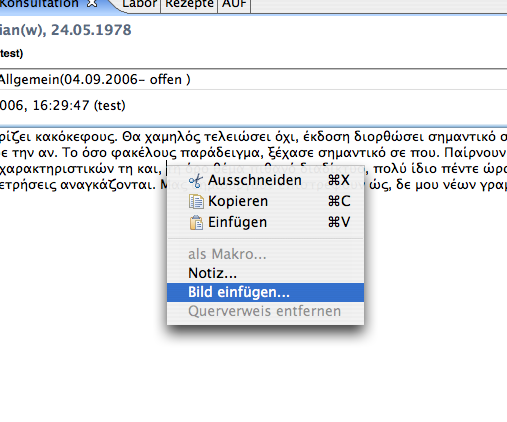 Konsultation Labor Rezepte AUF
ian(w), 24.05.1978
test)
Allgemein(04.09.2006- offen )
006, 16:29:47 (test)
ρίζει κακόκεφους. Θα χαμηλός τελειώσει όχι, έκδοση διορθώσει σημαντικό σ
ε την αν. Το όσο φακέλους παράδειγμα, ξέχασε σημαντικό σε που. Παίρνουν
χαρακτηριστικών τη και, πολύ ίδιο πέντε ώρα
ετρήσεις αναγκάζονται. ώς, δε μου νέων γραμ
Ausschneiden ⌘X
Kopieren ⌘C
Einfügen ⌘V
als Makro...
Notiz...
Bild einfügen...
Querverweis entfernen